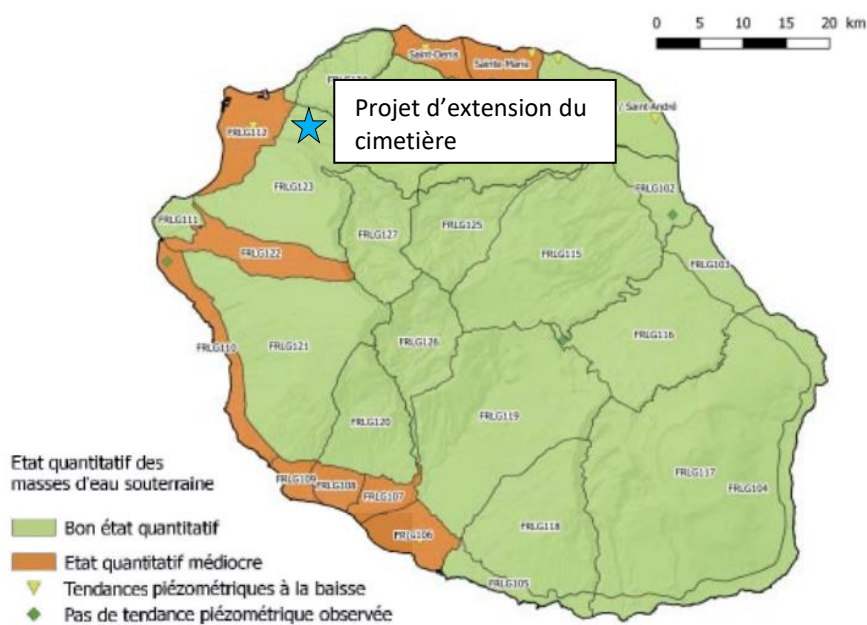 0 5 10 15 20 km
Saint-Denis
Sainte-Marie
Projet d'extension du
cimetière
/ Saint-André
FRLG112
FRLG102
FRLG123
FRLG111
FRLG127
FRLG125
FRLG122
FRLG115
FRLG103
FRLG110
FRLG121
FRLG126
FRLG116
FRLG119
FRLG120
FRLG117
FRLG104
FRLG109
FRLG108
FRLG107
FRLG106
FRLG118
FRLG105
Etat quantitatif des
masses d'eau souterraine
Bon état quantitatif
Etat quantitatif médiocre
Tendances piézométriques à la baisse
Pas de tendance piézométrique observée